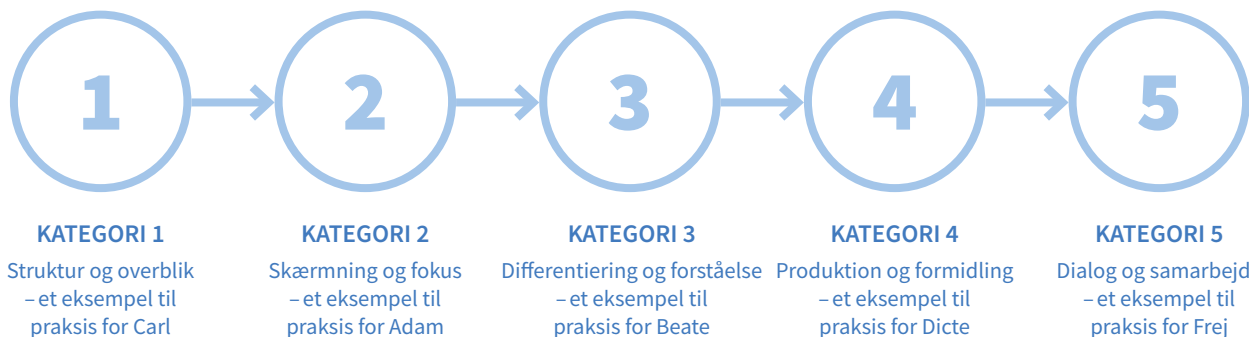 1
2
3
4
5
KATEGORI 1
Struktur og overblik
– et eksempel til
praksis for Carl
KATEGORI 2
Skærmning og fokus
– et eksempel til
praksis for Adam
KATEGORI 3
Differentiering og forståelse
– et eksempel til
praksis for Beate
KATEGORI 4
Produktion og formidling
– et eksempel til
praksis for Dicte
KATEGORI 5
Dialog og samarbejd
– et eksempel til
praksis for Frej